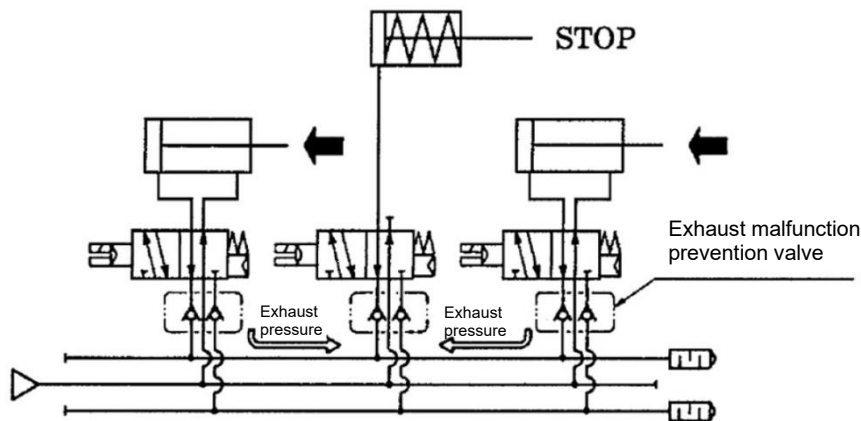 STOP
Exhaust malfunction
prevention valve
Exhaust
pressure
Exhaust
pressure